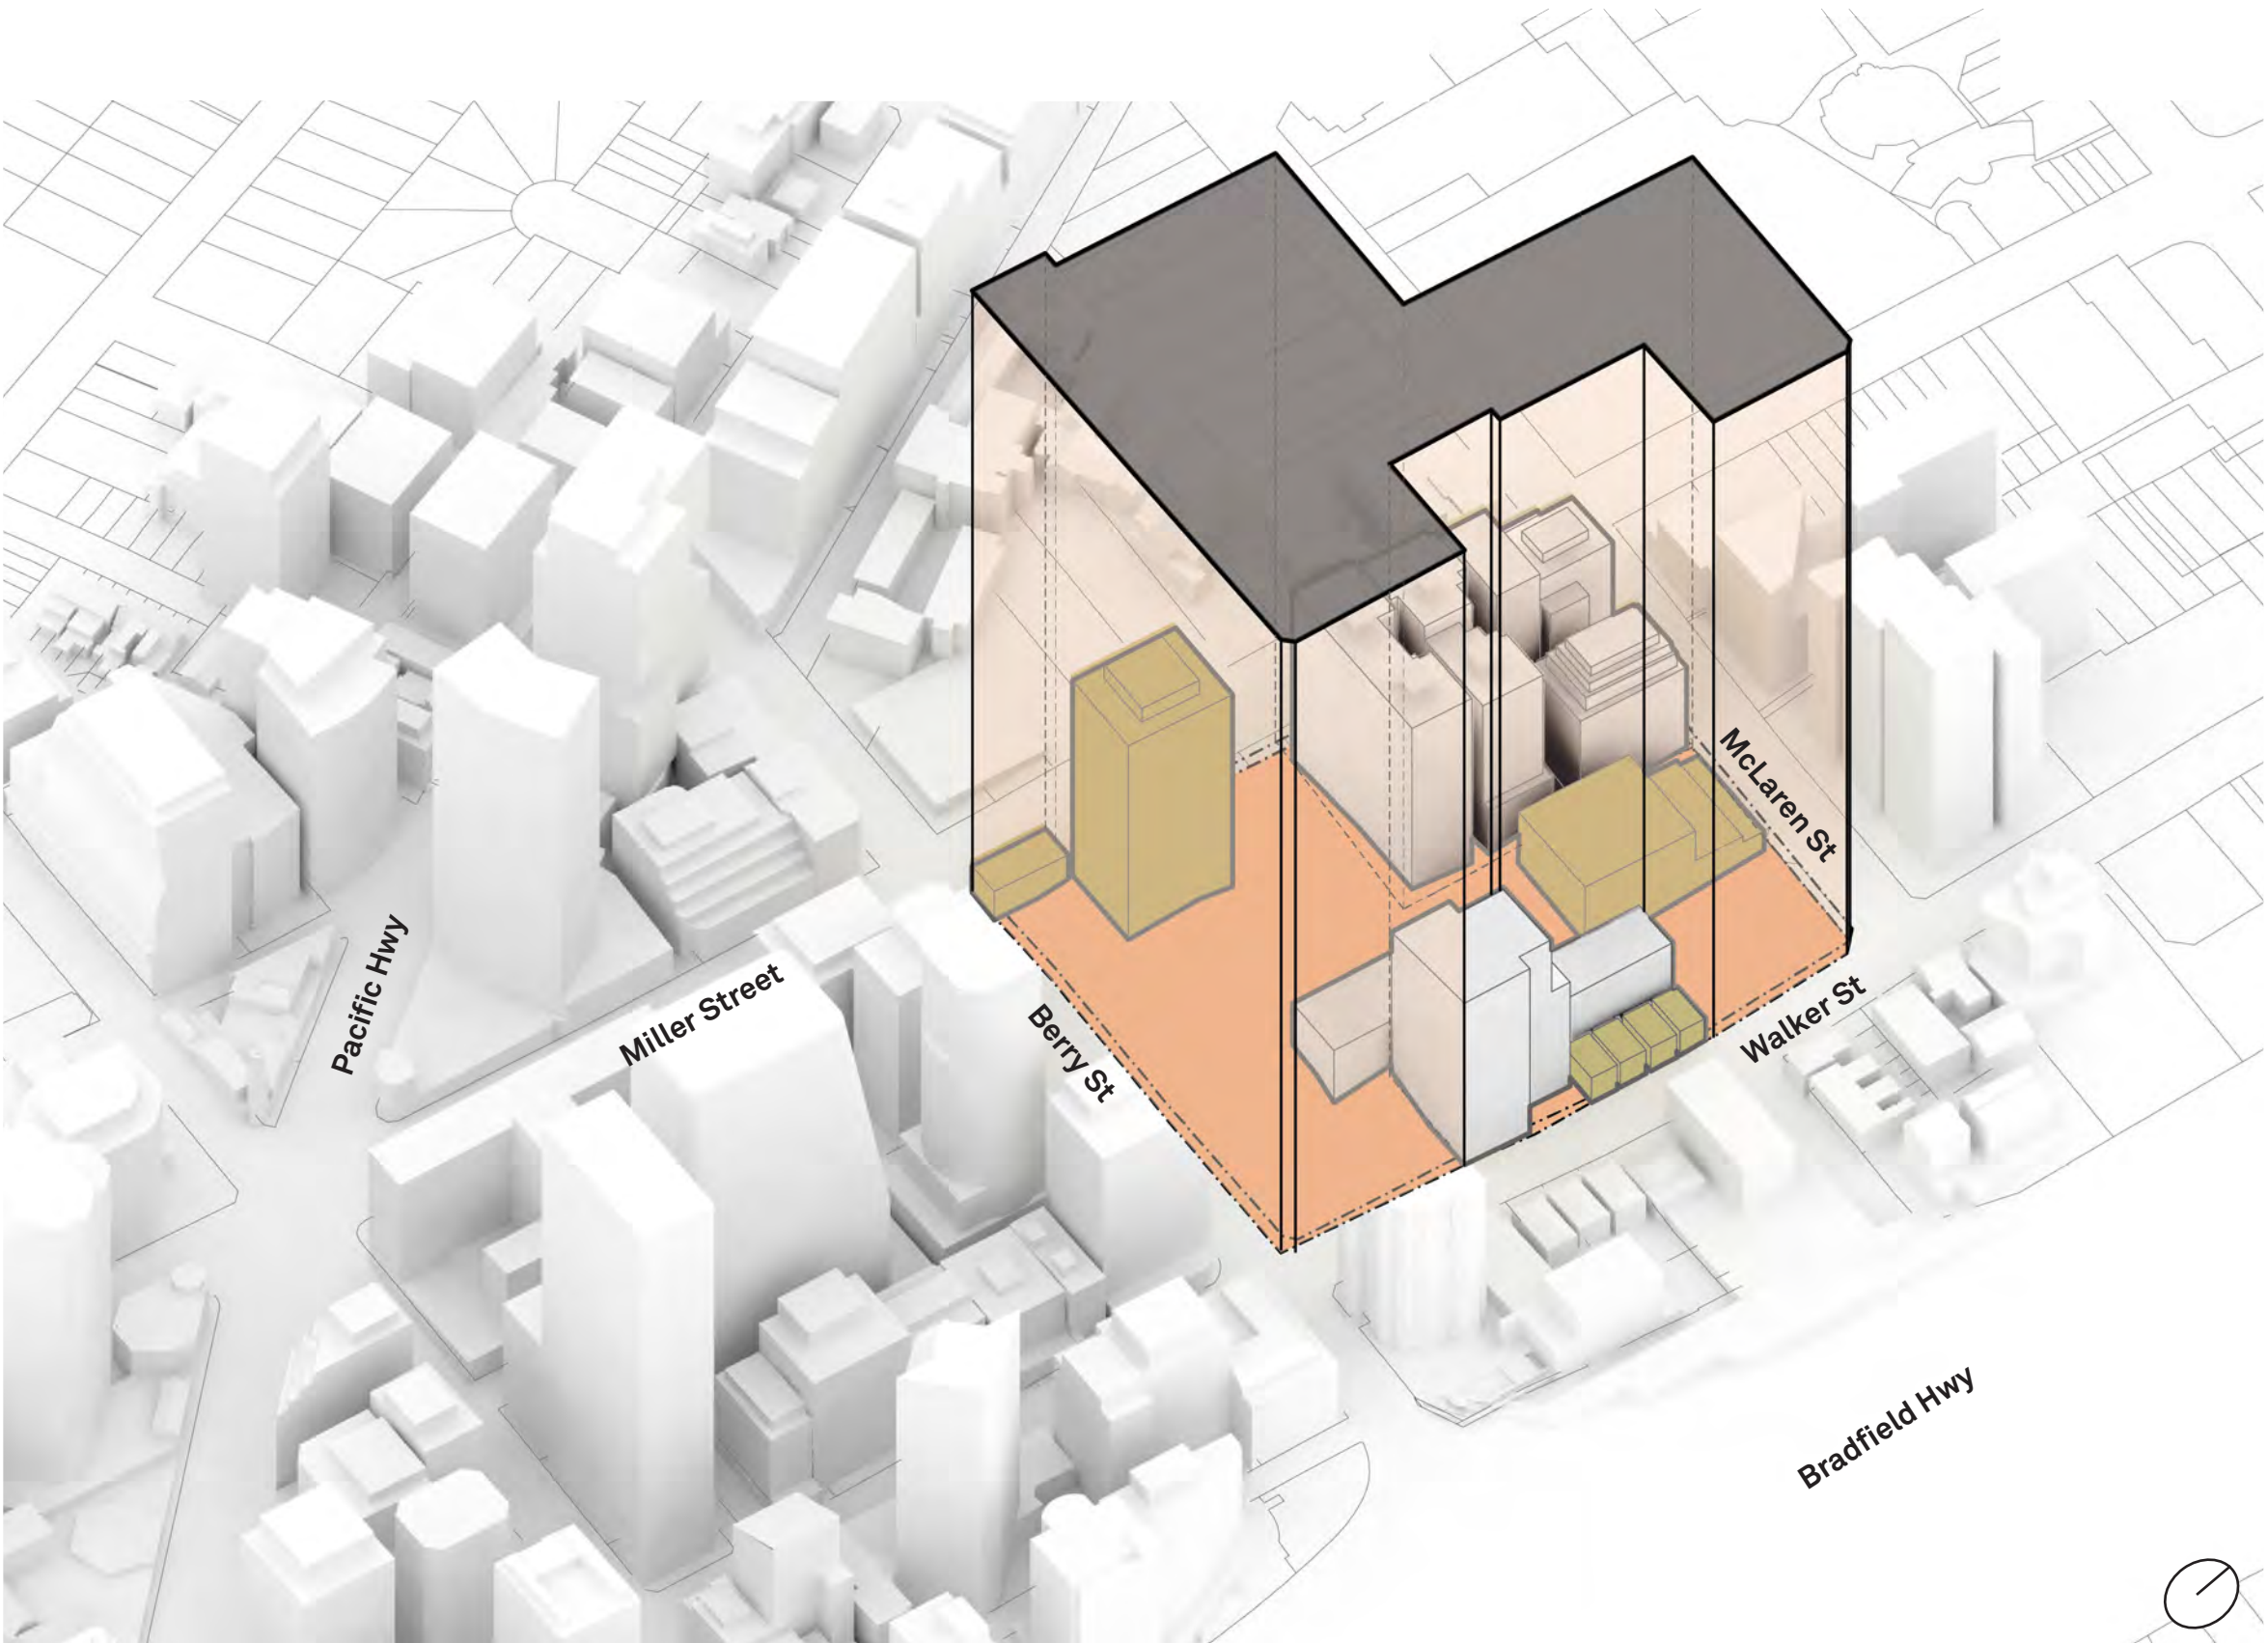 McLaren St
Pacific Hwy
Miller Street
Berry St
Walker St
Bradfield Hwy